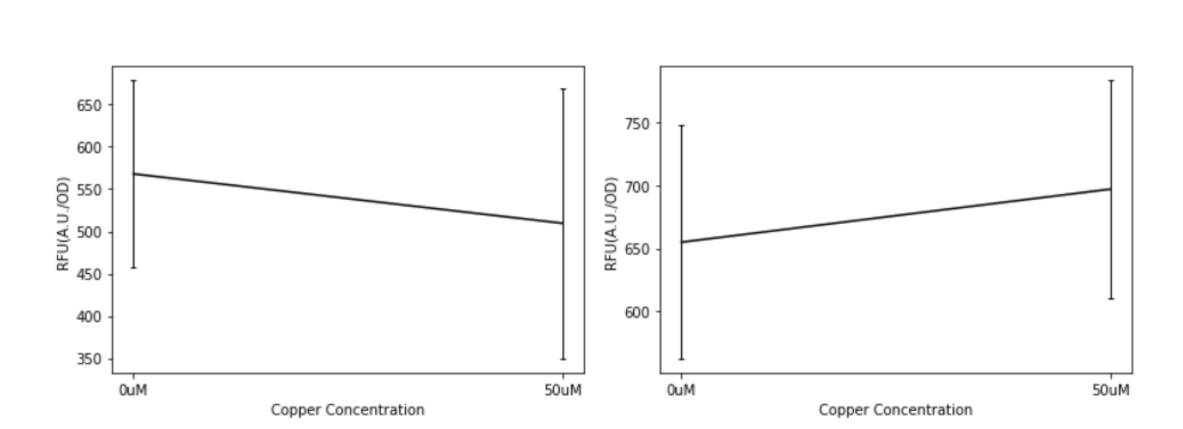 RFU(A.U./OD)
650
600
550
500
450
400
350
0uM
50uM
Copper Concentration
RFU(A.U./OD)
750
700
650
600
0uM
50uM
Copper Concentration